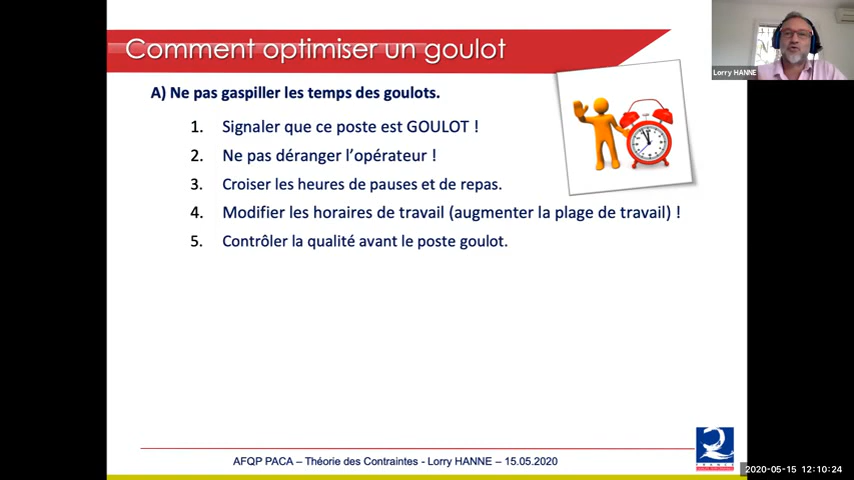 Comment optimiser un goulot
Lorry HANNE
A) Ne pas gaspiller les temps des goulots.
1. Signaler que ce poste est GOULOT !
2. Ne pas déranger l'opérateur !
3. Croiser les heures de pauses et de repas.
4. Modifier les horaires de travail (augmenter la plage de travail) !
5. Contrôler la qualité avant le poste goulot.
AFQP PACA – Théorie des Contraintes - Lorry HANNE – 15.05.2020
FRANCE
2020-05-15 12:10:24